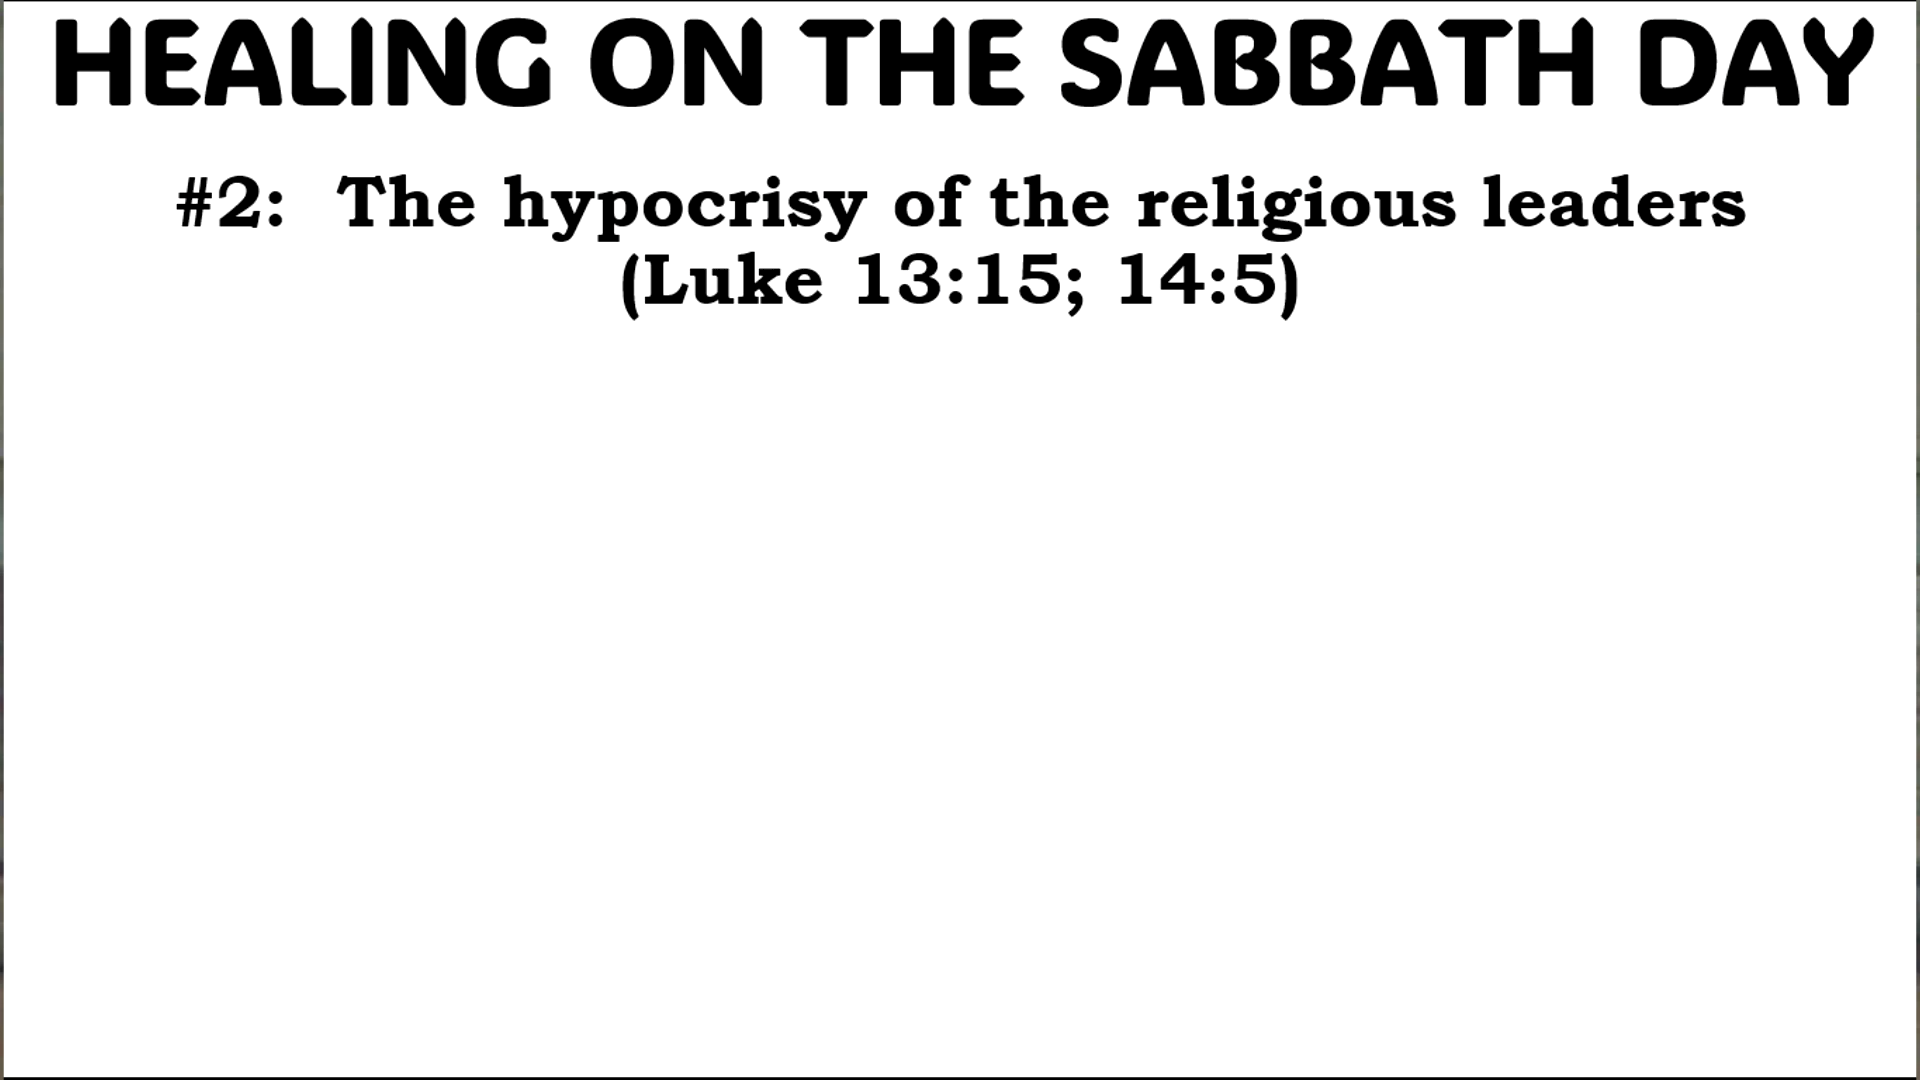 HEALING ON THE SABBATH DAY
#2:  The hypocrisy of the religious leaders
(Luke 13:15; 14:5)